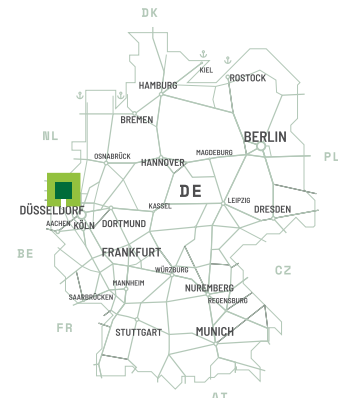 DK
KIEL
ROSTOCK
HAMBURG
BREMEN
NL
BERLIN
OSNABRÜCK
HANNOVER
MAGDEBURG
PL
DE
DÜSSELDORF
KASSEL
LEIPZIG
DRESDEN
AACHEN
KÖLN
DORTMUND
BE
FRANKFURT
WÜRZBURG
CZ
MANNHEIM
NUREMBERG
SAARBRÜCKEN
REGENSBURG
FR
STUTTGART
MUNICH
AT